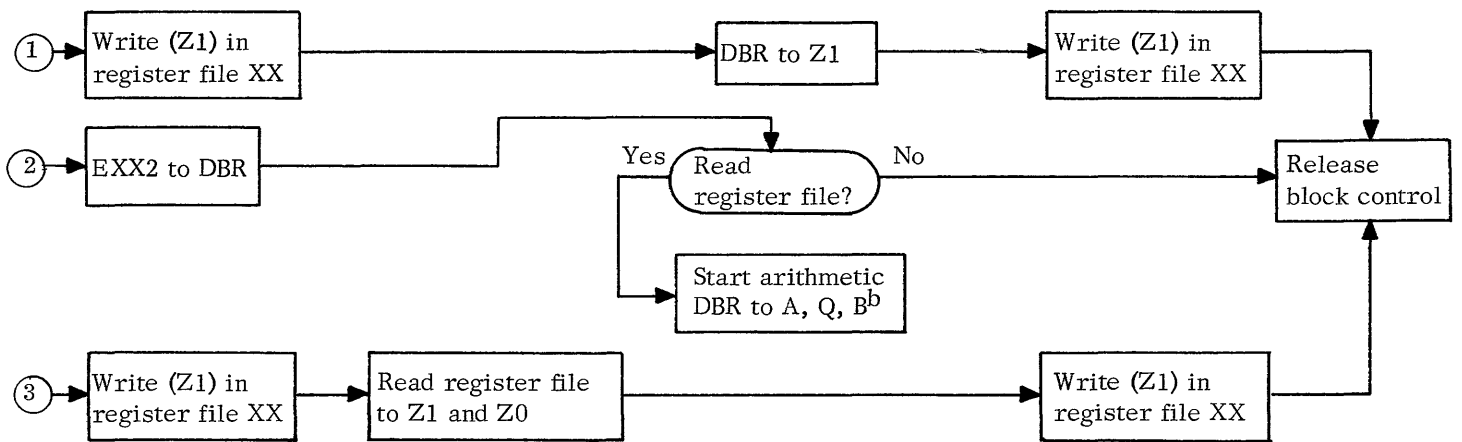 1
Write (Z1) in
register file XX
DBR to Z1
Write (Z1) in
register file XX
2
EXX2 to DBR
Yes
Read
register file?
No
Release
block control
Start arithmetic
DBR to A, Q, Bᵇ
3
Write (Z1) in
register file XX
Read register file
to Z1 and Z0
Write (Z1) in
register file XX